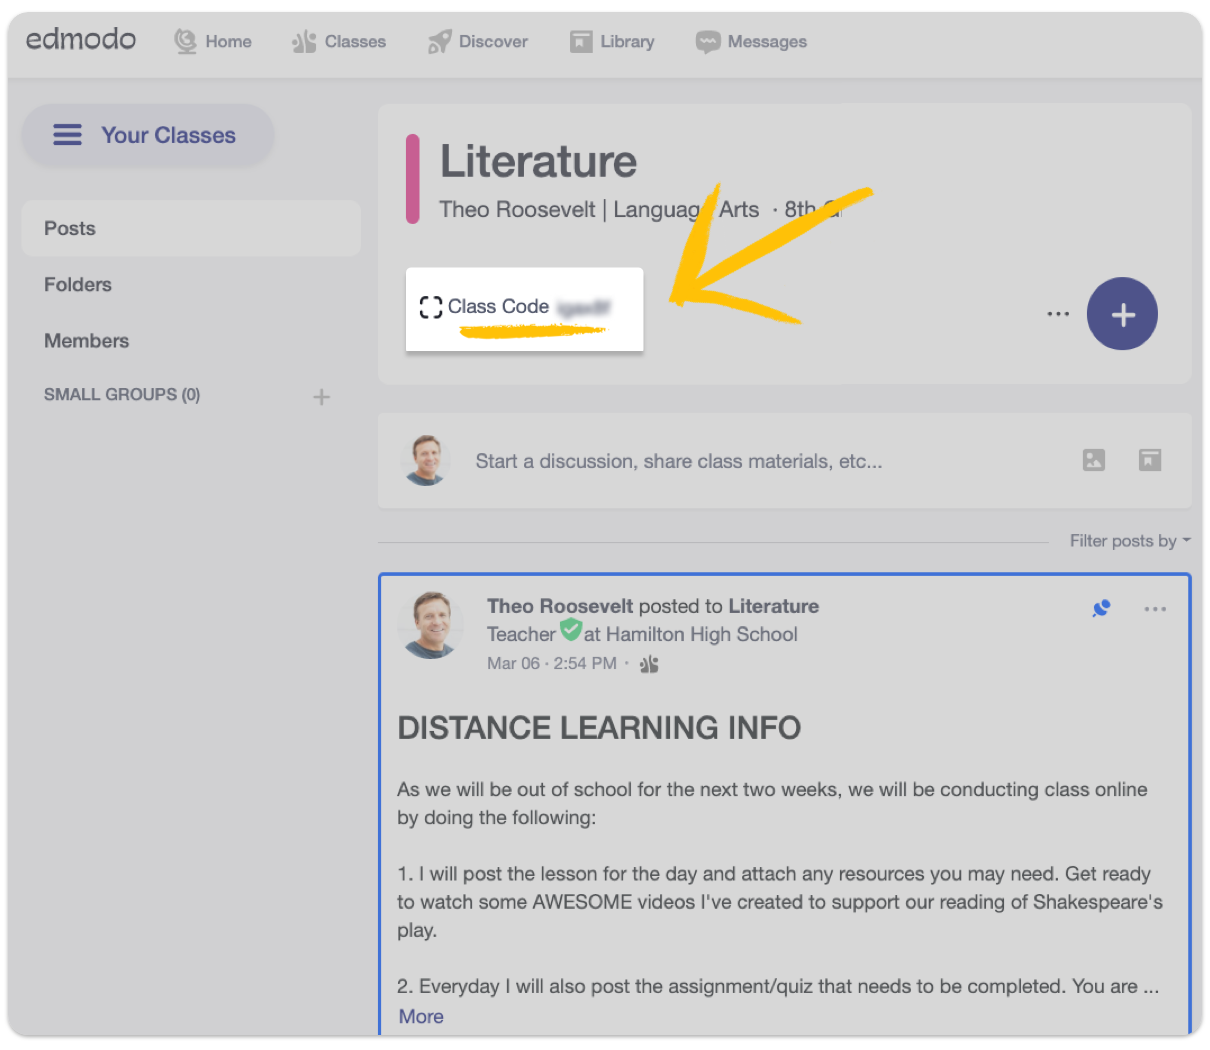 edmodo
Home
Classes
Discover
Library
Messages
Your Classes
Posts
Folders
Members
SMALL GROUPS (0)
Literature
Theo Roosevelt | Language Arts · 8th
Class Code
Start a discussion, share class materials, etc...
Filter posts by
Theo Roosevelt posted to Literature
Teacher at Hamilton High School
Mar 06 · 2:54 PM ·
DISTANCE LEARNING INFO
As we will be out of school for the next two weeks, we will be conducting class online
by doing the following:
1. I will post the lesson for the day and attach any resources you may need. Get ready
to watch some AWESOME videos I've created to support our reading of Shakespeare's
play.
2. Everyday I will also post the assignment/quiz that needs to be completed. You are ...
More